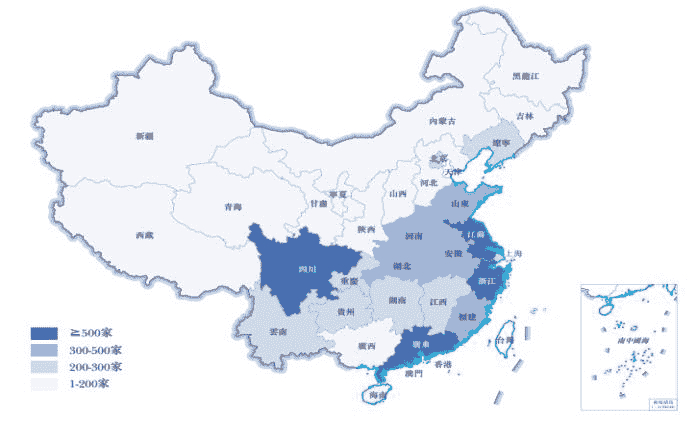 黑龍江
吉林
內蒙古
遼寧
新疆
北京
天津
河北
山西
寧夏
甘肅
青海
山東
陝西
河南
江蘇
西藏
安徽
上海
四川
湖北
重慶
浙江
湖南
江西
貴州
福建
雲南
廣西
廣東
台灣
香港
澳門
海南
南中國海
≥500家
300-500家
200-300家
1-200家